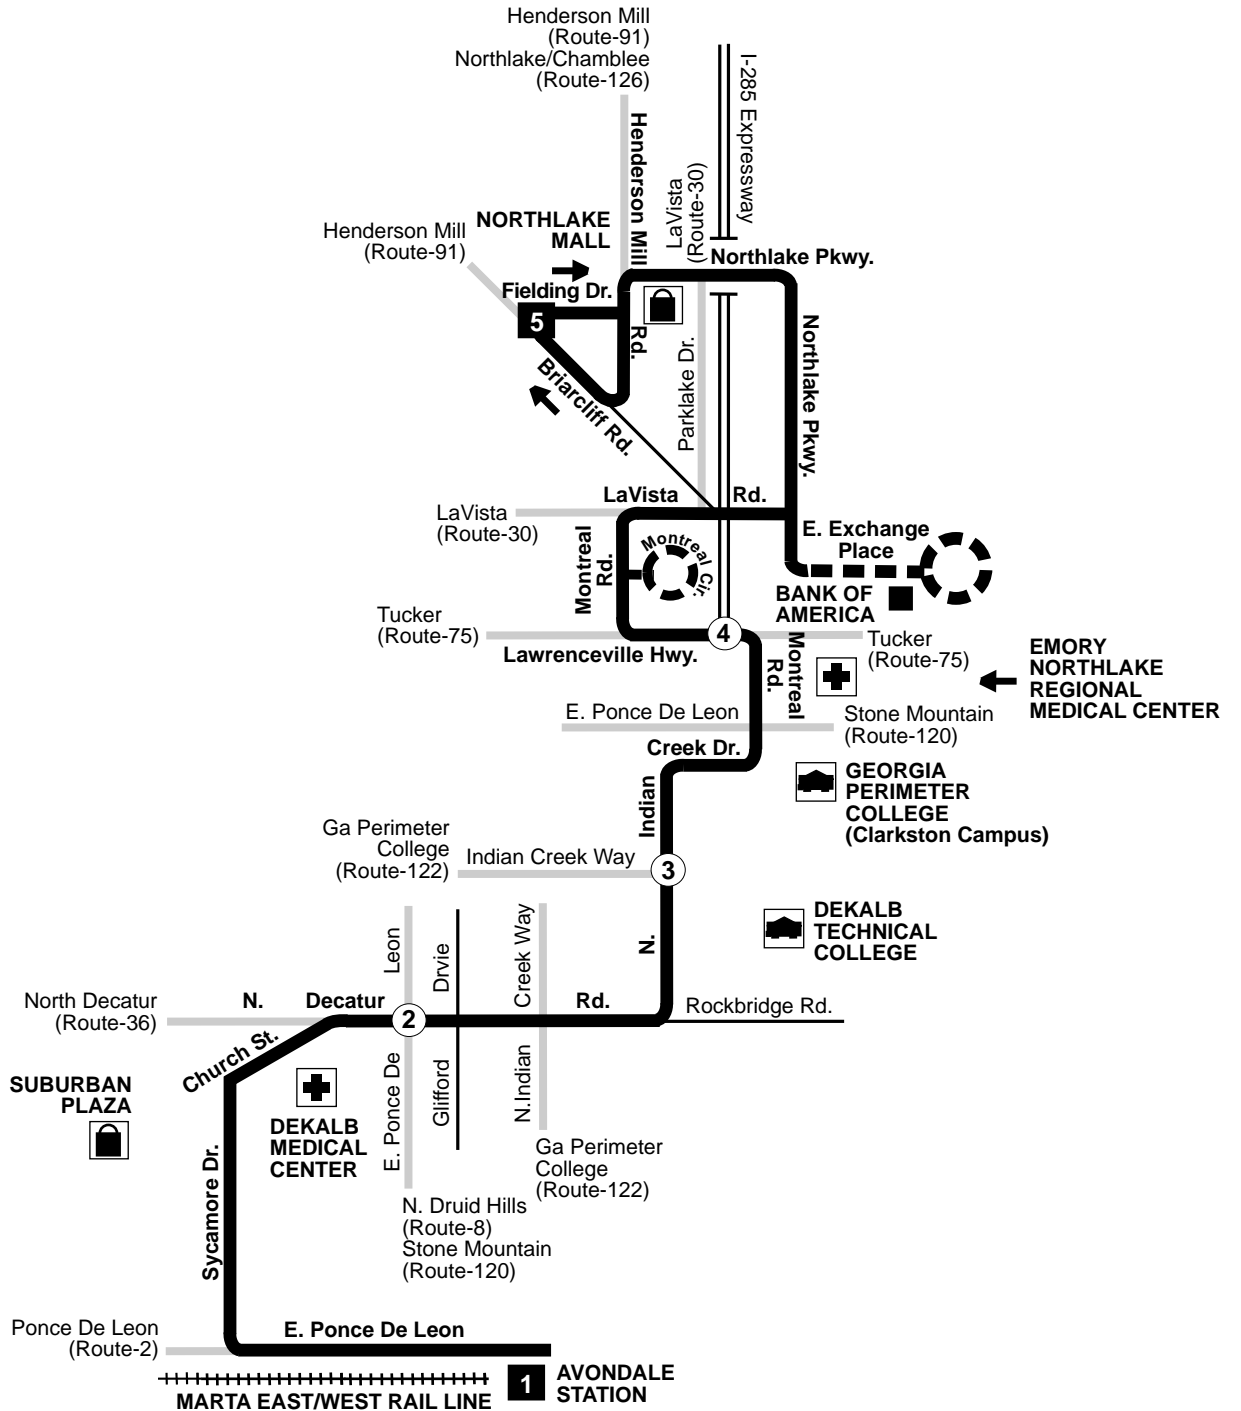 Henderson Mill
(Route-91)
Northlake/Chamblee
(Route-126)
I-285 Expressway
Henderson Mill Rd.
LaVista
(Route-30)
Henderson Mill
(Route-91)
NORTHLAKE
MALL
Northlake Pkwy.
Fielding Dr.
5
Northlake Pkwy.
Parklake Dr.
Briarcliff Rd.
LaVista Rd.
LaVista
(Route-30)
E. Exchange
Place
Montreal
Rd.
Montreal Cir.
BANK OF
AMERICA
Tucker
(Route-75)
4
Lawrenceville Hwy.
Montreal
Rd.
Tucker
(Route-75)
EMORY
NORTHLAKE
REGIONAL
MEDICAL CENTER
E. Ponce De Leon
Stone Mountain
(Route-120)
Creek Dr.
Indian
N.
GEORGIA
PERIMETER
COLLEGE
(Clarkston Campus)
Ga Perimeter
College
(Route-122)
Indian Creek Way
3
DEKALB
TECHNICAL
COLLEGE
E. Ponce De Leon
Glifford Drvie
N.Indian Creek Way
North Decatur
(Route-36)
N. Decatur Rd.
2
Rockbridge Rd.
Church St.
SUBURBAN
PLAZA
DEKALB
MEDICAL
CENTER
Ga Perimeter
College
(Route-122)
N. Druid Hills
(Route-8)
Stone Mountain
(Route-120)
Sycamore Dr.
Ponce De Leon
(Route-2)
E. Ponce De Leon
1
AVONDALE
STATION
MARTA EAST/WEST RAIL LINE